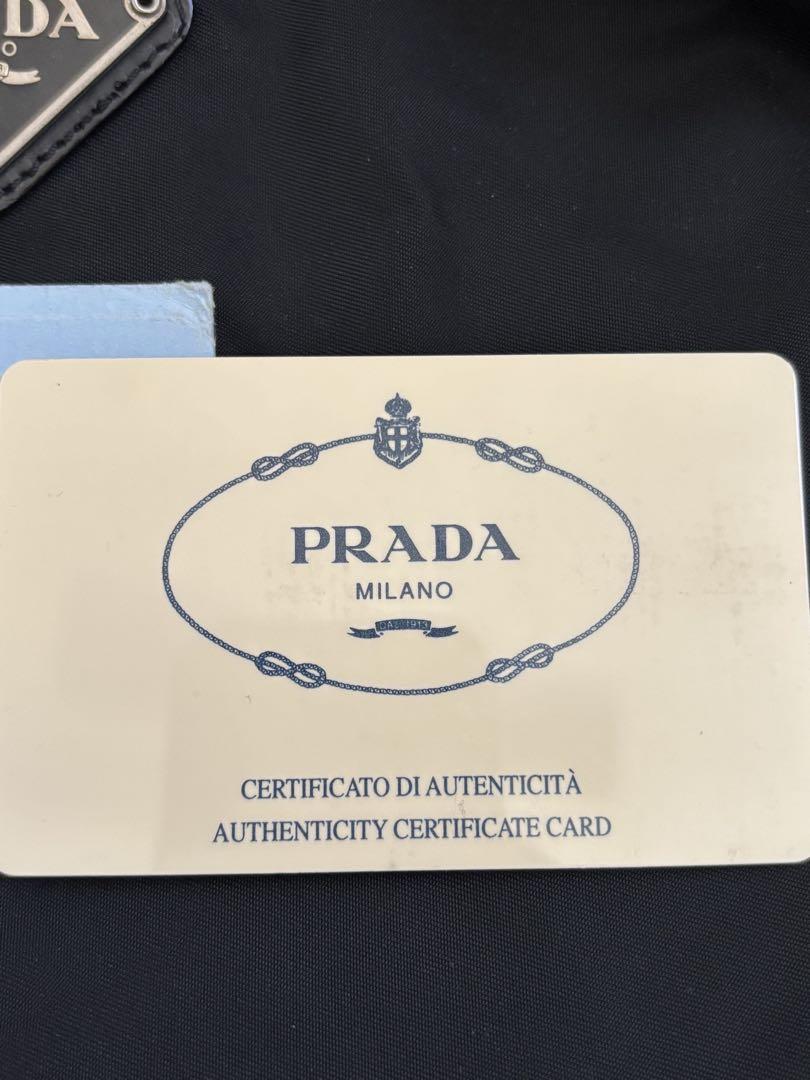 DA
PRADA
MILANO
DAL 1913
CERTIFICATO DI AUTENTICITÀ
AUTHENTICITY CERTIFICATE CARD